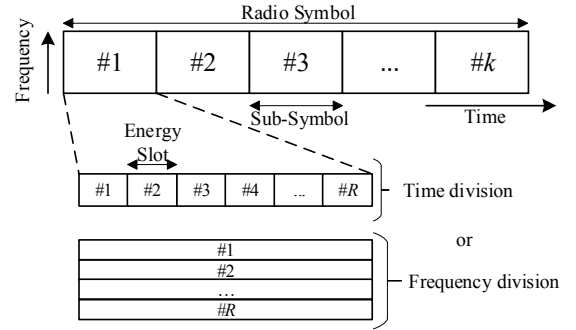 Radio Symbol
Frequency
#1 #2 #3 ... #k
Energy Slot
Sub-Symbol
Time
#1 #2 #3 #4 ... #R
Time division
or
#1
#2
...
#R
Frequency division